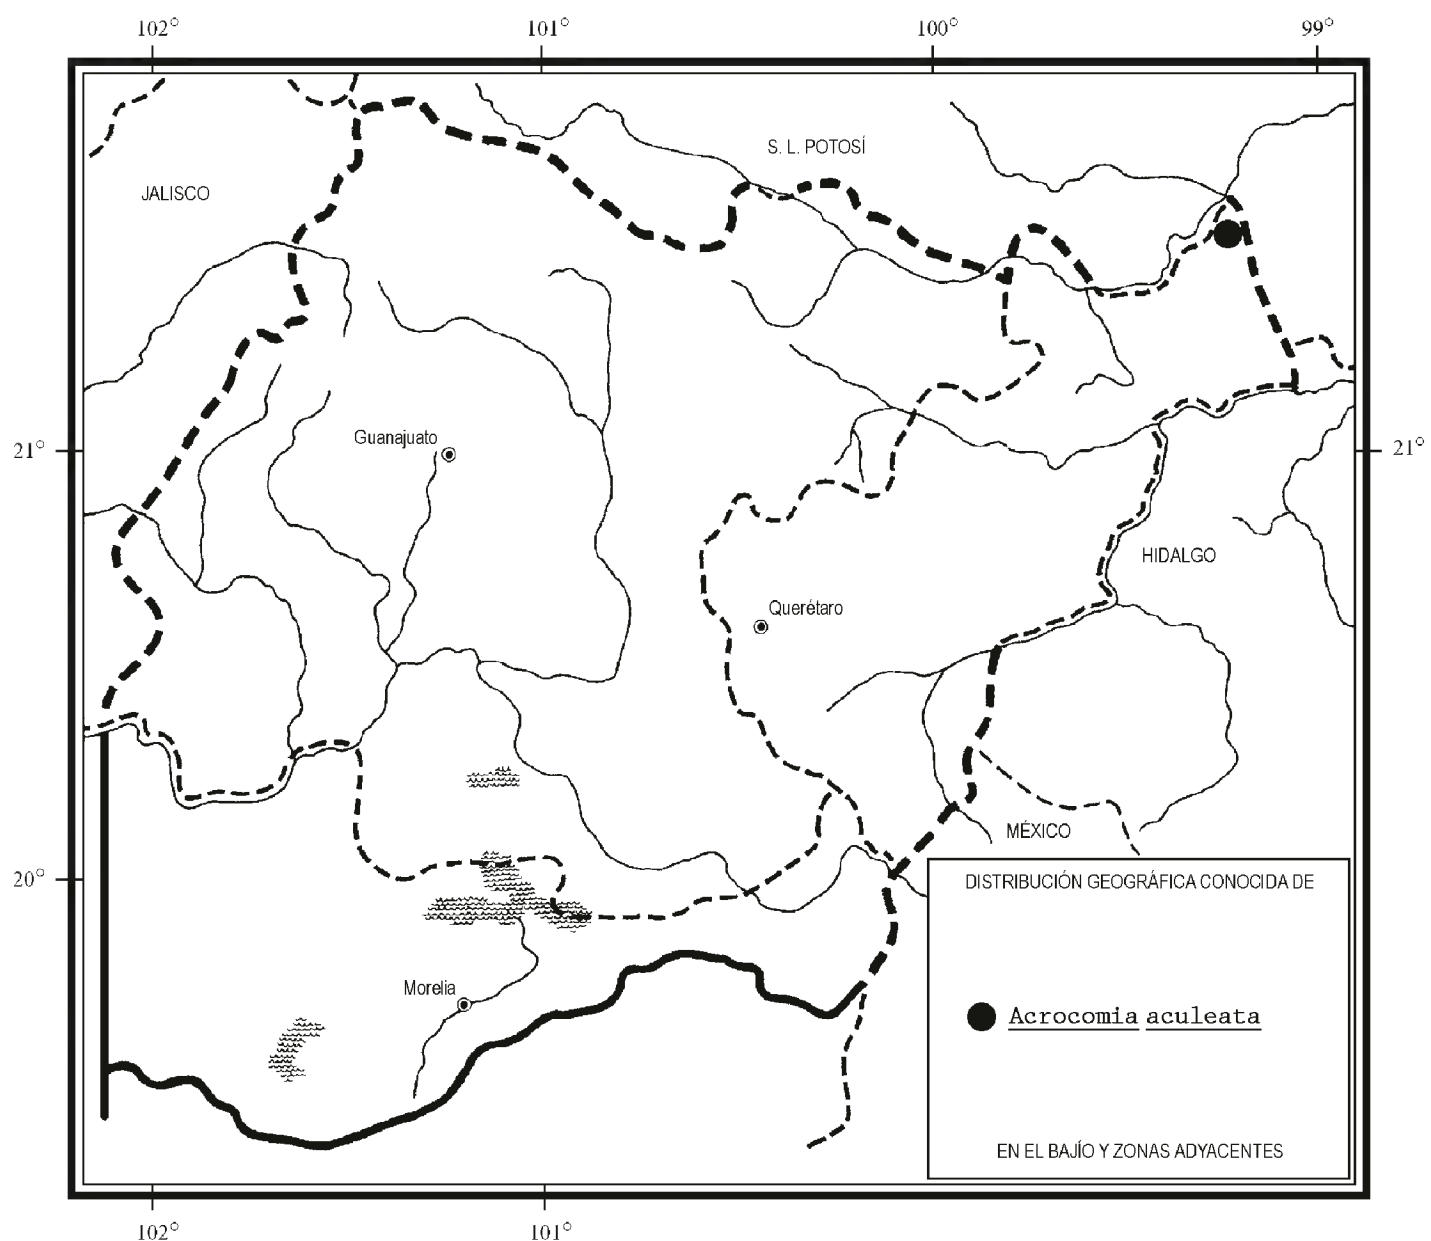 102° 101° 100° 99°
S. L. POTOSÍ
JALISCO
Guanajuato
21° 21°
HIDALGO
Querétaro
MÉXICO
20°
DISTRIBUCIÓN GEOGRÁFICA CONOCIDA DE
Morelia
Acrocomia aculeata
EN EL BAJÍO Y ZONAS ADYACENTES
102° 101°